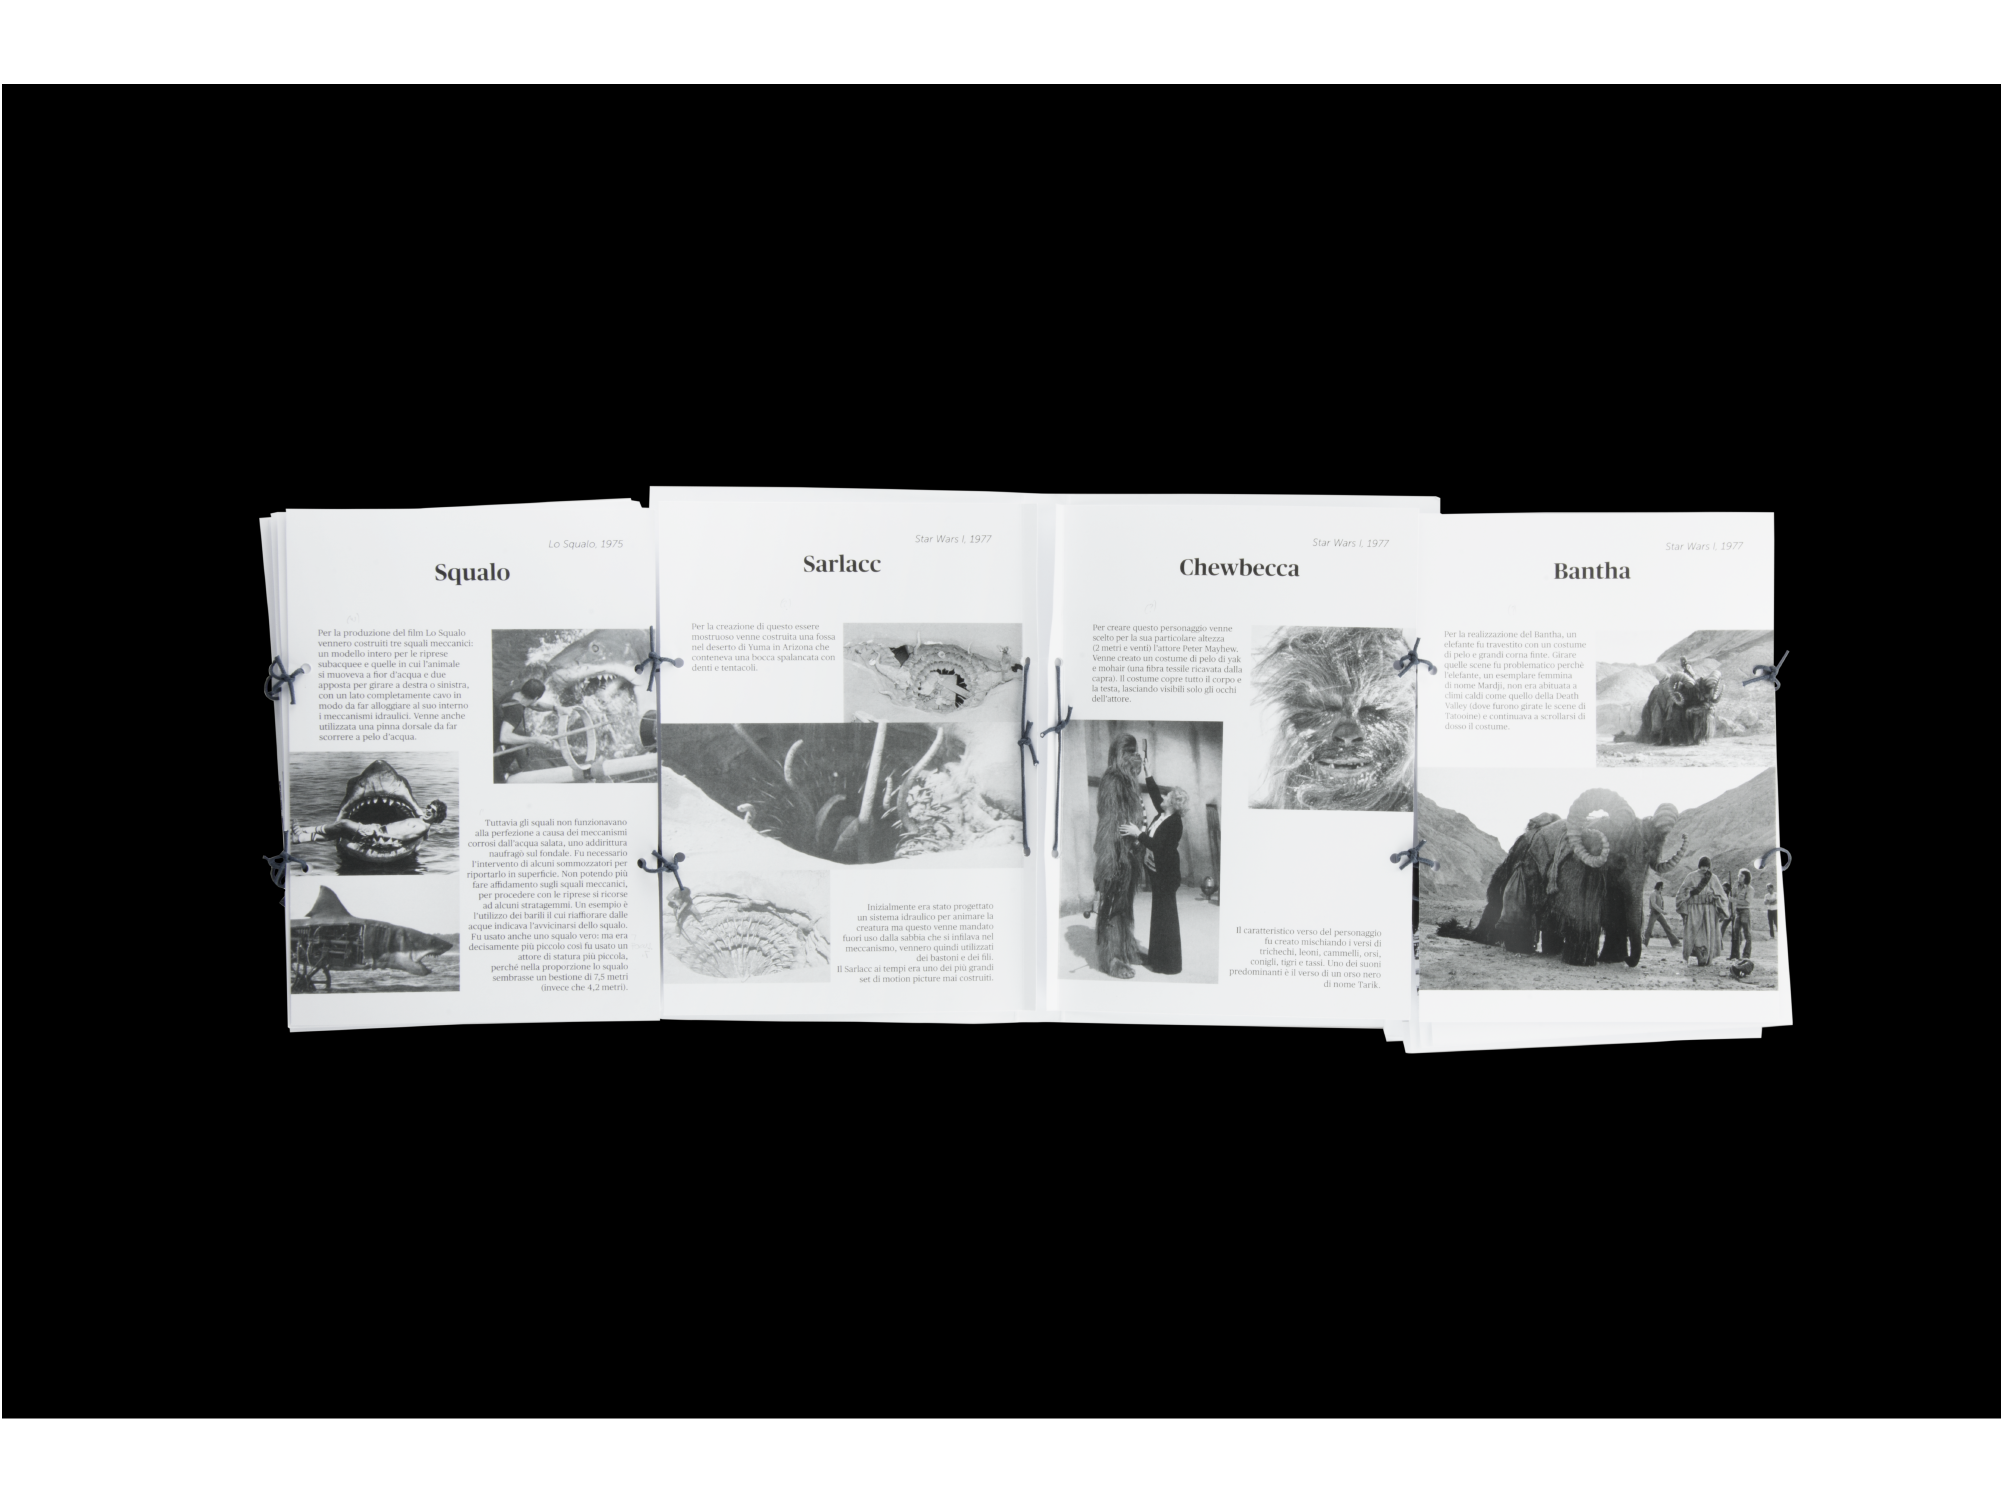 Lo Squalo, 1975
Squalo
Per la produzione del film Lo Squalo
vennero costruiti tre squali meccanici:
un modello intero per le riprese
subacquee e quelle in cui l'animale
si muoveva a fior d'acqua e due
apposta per girare a destra o sinistra,
con un lato completamente cavo in
modo da far alloggiare al suo interno
i meccanismi idraulici. Venne anche
utilizzata una pinna dorsale da far
scorrere a pelo d'acqua.
Tuttavia gli squali non funzionavano
alla perfezione a causa dei meccanismi
corrosi dall'acqua salata, uno addirittura
naufragò sul fondale. Fu necessario
l'intervento di alcuni sommozzatori per
riportarlo in superficie. Non potendo più
fare affidamento sugli squali meccanici,
per procedere con le riprese si ricorse
ad alcuni stratagemmi. Un esempio è
l'utilizzo dei barili il cui riaffiorare dalle
acque indicava l'avvicinarsi dello squalo.
Fu usato anche uno squalo vero: ma era
decisamente più piccolo così fu usato un
attore di statura più piccola,
perché nella proporzione lo squalo
sembrasse un bestione di 7,5 metri
(invece che 4,2 metri).
Star Wars I, 1977
Sarlacc
Per la creazione di questo essere
mostruoso venne costruita una fossa
nel deserto di Yuma in Arizona che
conteneva una bocca spalancata con
denti e tentacoli.
Inizialmente era stato progettato
un sistema idraulico per animare la
creatura ma questo venne mandato
fuori uso dalla sabbia che si infilava nel
meccanismo, vennero quindi utilizzati
dei bastoni e dei fili.
Il Sarlacc ai tempi era uno dei più grandi
set di motion picture mai costruiti.
Star Wars I, 1977
Chewbecca
Per creare questo personaggio venne
scelto per la sua particolare altezza
(2 metri e venti) l'attore Peter Mayhew.
Venne creato un costume di pelo di yak
e mohair (una fibra tessile ricavata dalla
capra). Il costume copre tutto il corpo e
la testa, lasciando visibili solo gli occhi
dell'attore.
Il caratteristico verso del personaggio
fu creato mischiando i versi di
trichechi, leoni, cammelli, orsi,
conigli, tigri e tassi. Uno dei suoni
predominanti è il verso di un orso nero
di nome Tarik.
Star Wars I, 1977
Bantha
Per la realizzazione del Bantha, un
elefante fu travestito con un costume
di pelo e grandi corna finte. Girare
quelle scene fu problematico perché
l'elefante, un esemplare femmina
di nome Mardji, non era abituata a
climi caldi come quello della Death
Valley (dove furono girate le scene di
Tatooine) e continuava a scrollarsi di
dosso il costume.